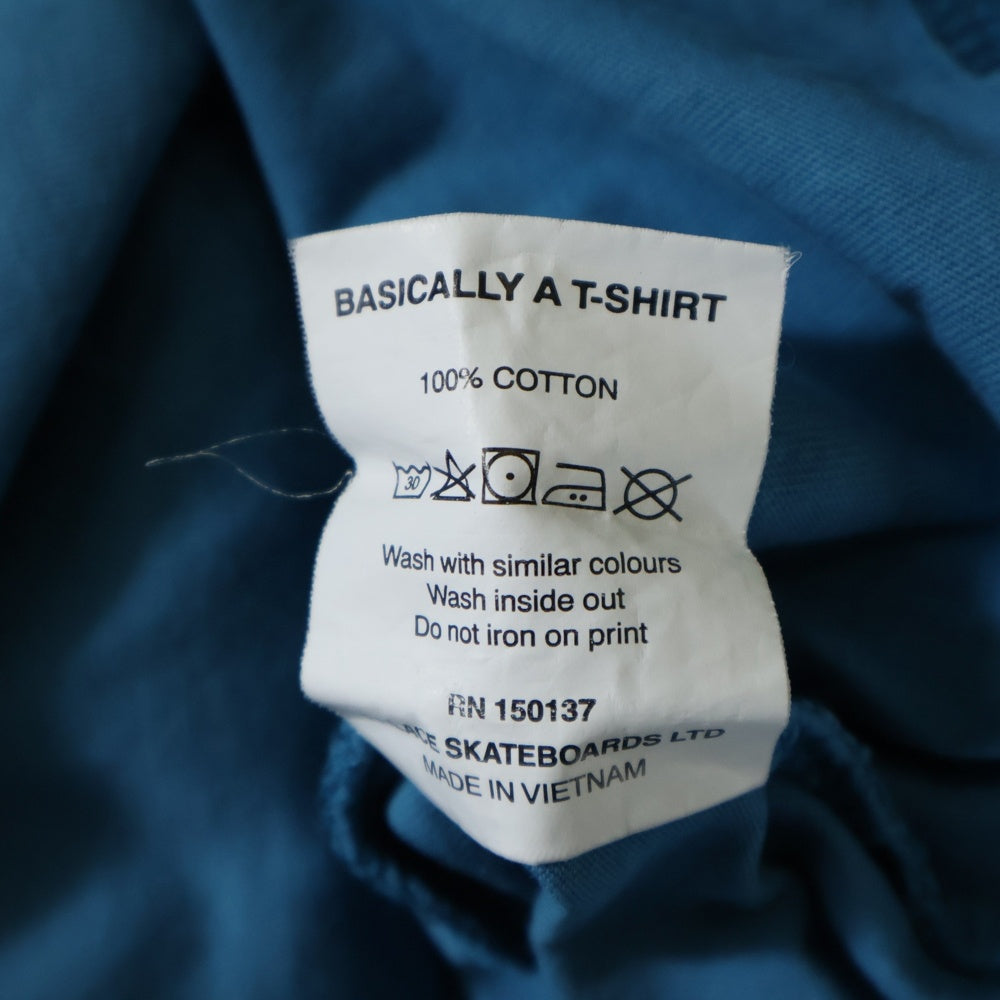 BASICALLY A T-SHIRT
100% COTTON
30
Wash with similar colours
Wash inside out
Do not iron on print
RN 150137
SKATEBOARDS LTD
MADE IN VIETNAM